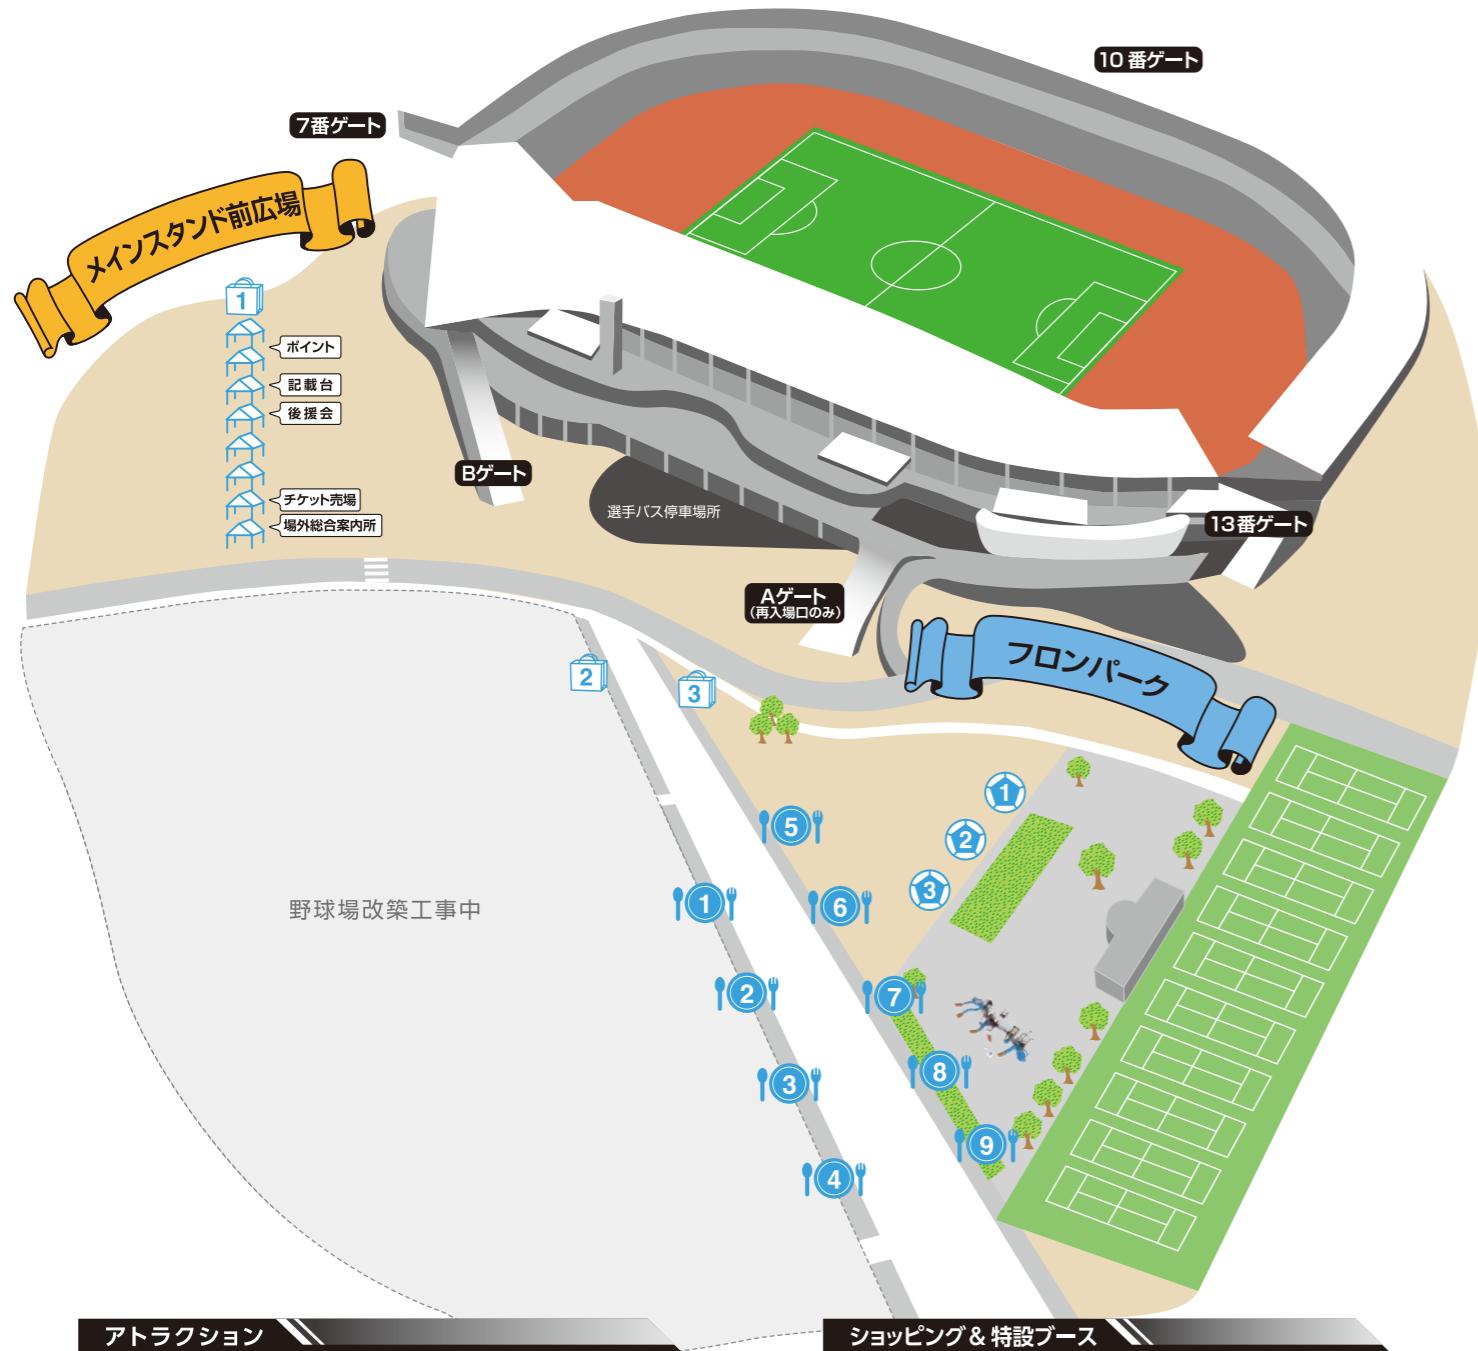 10番ゲート
7番ゲート
メインスタンド前広場
1
ポイント
記載台
後援会
チケット売場
場外総合案内所
Bゲート
選手バス停車場所
13番ゲート
Aゲート
(再入場口のみ)
フロンパーク
2
3
1
2
3
5
1
6
2
7
3
8
4
9
野球場改築工事中
アトラクション
ショッピング&特設ブース